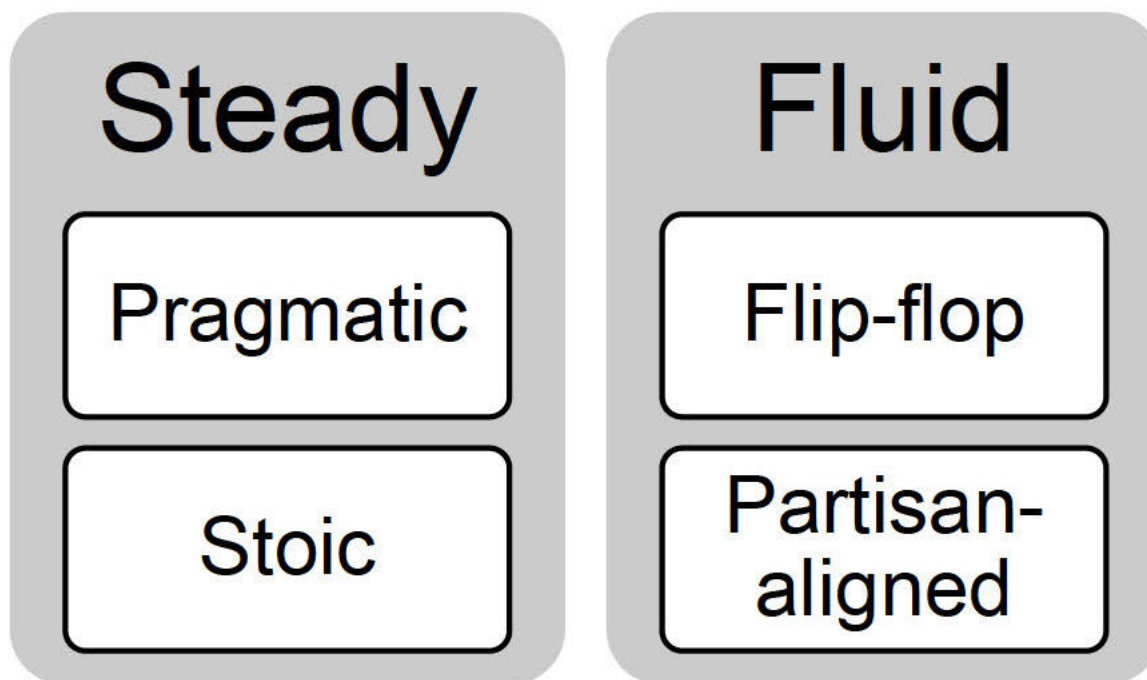 Steady
Pragmatic
Stoic
Fluid
Flip-flop
Partisan-
aligned